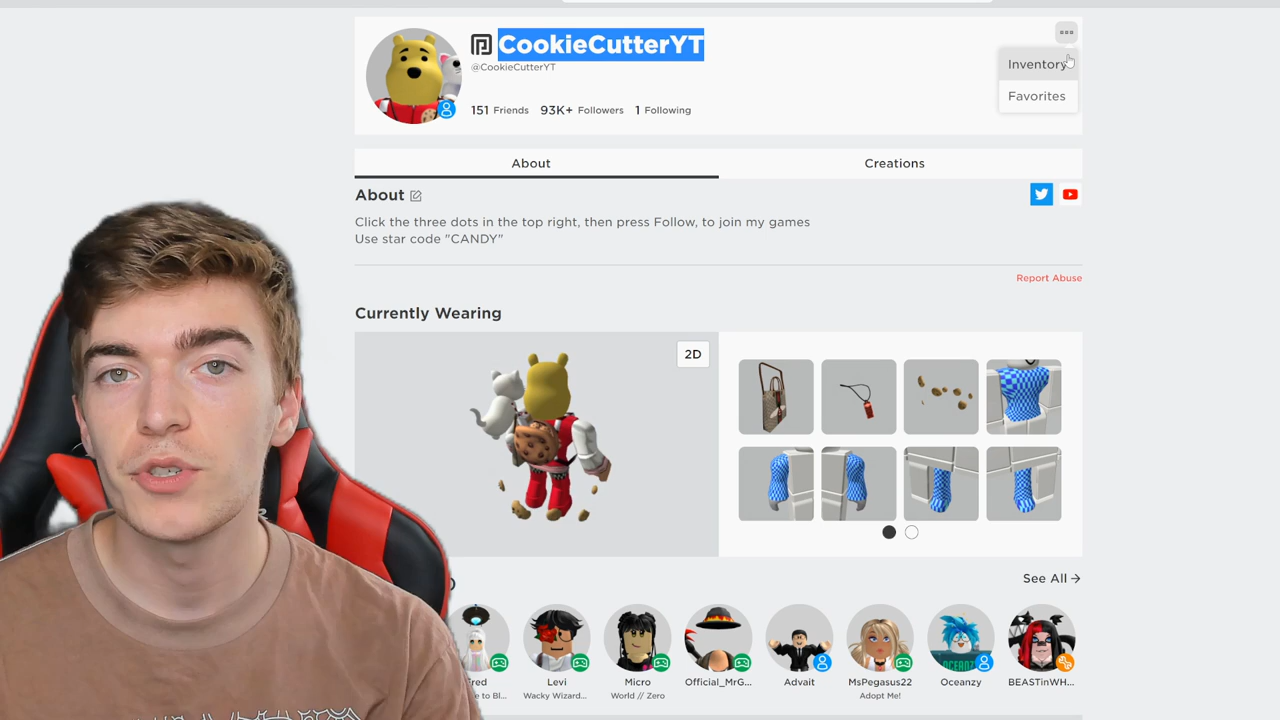 CookieCutterYT
@CookieCutterYT
151 Friends 93K+ Followers 1 Following
Inventory
Favorites
About
Creations
About
Click the three dots in the top right, then press Follow, to join my games
Use star code "CANDY"
Report Abuse
Currently Wearing
2D
See All
Levi
Micro
Official_MrG...
Advait
MsPegasus22
Oceanzy
BEASTinWH...
Wacky Wizard...
World // Zero
Adopt Me!